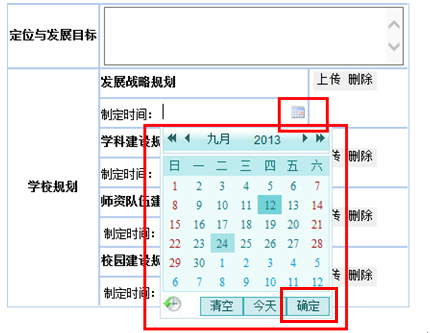 定位与发展目标
发展战略规划
上传 删除
制定时间:
九月 2013
学科建设规
传 删除
日 一 二 三 四 五 六
制定时间:
1 2 3 4 5 6 7
学校规划
8 9 10 11 12 13 14
师资队伍建
传 删除
15 16 17 18 19 20 21
制定时间:
22 23 24 25 26 27 28
校园建设规
29 30 1 2 3 4 5
传 删除
6 7 8 9 10 11 12
制定时间:
清空 今天 确定